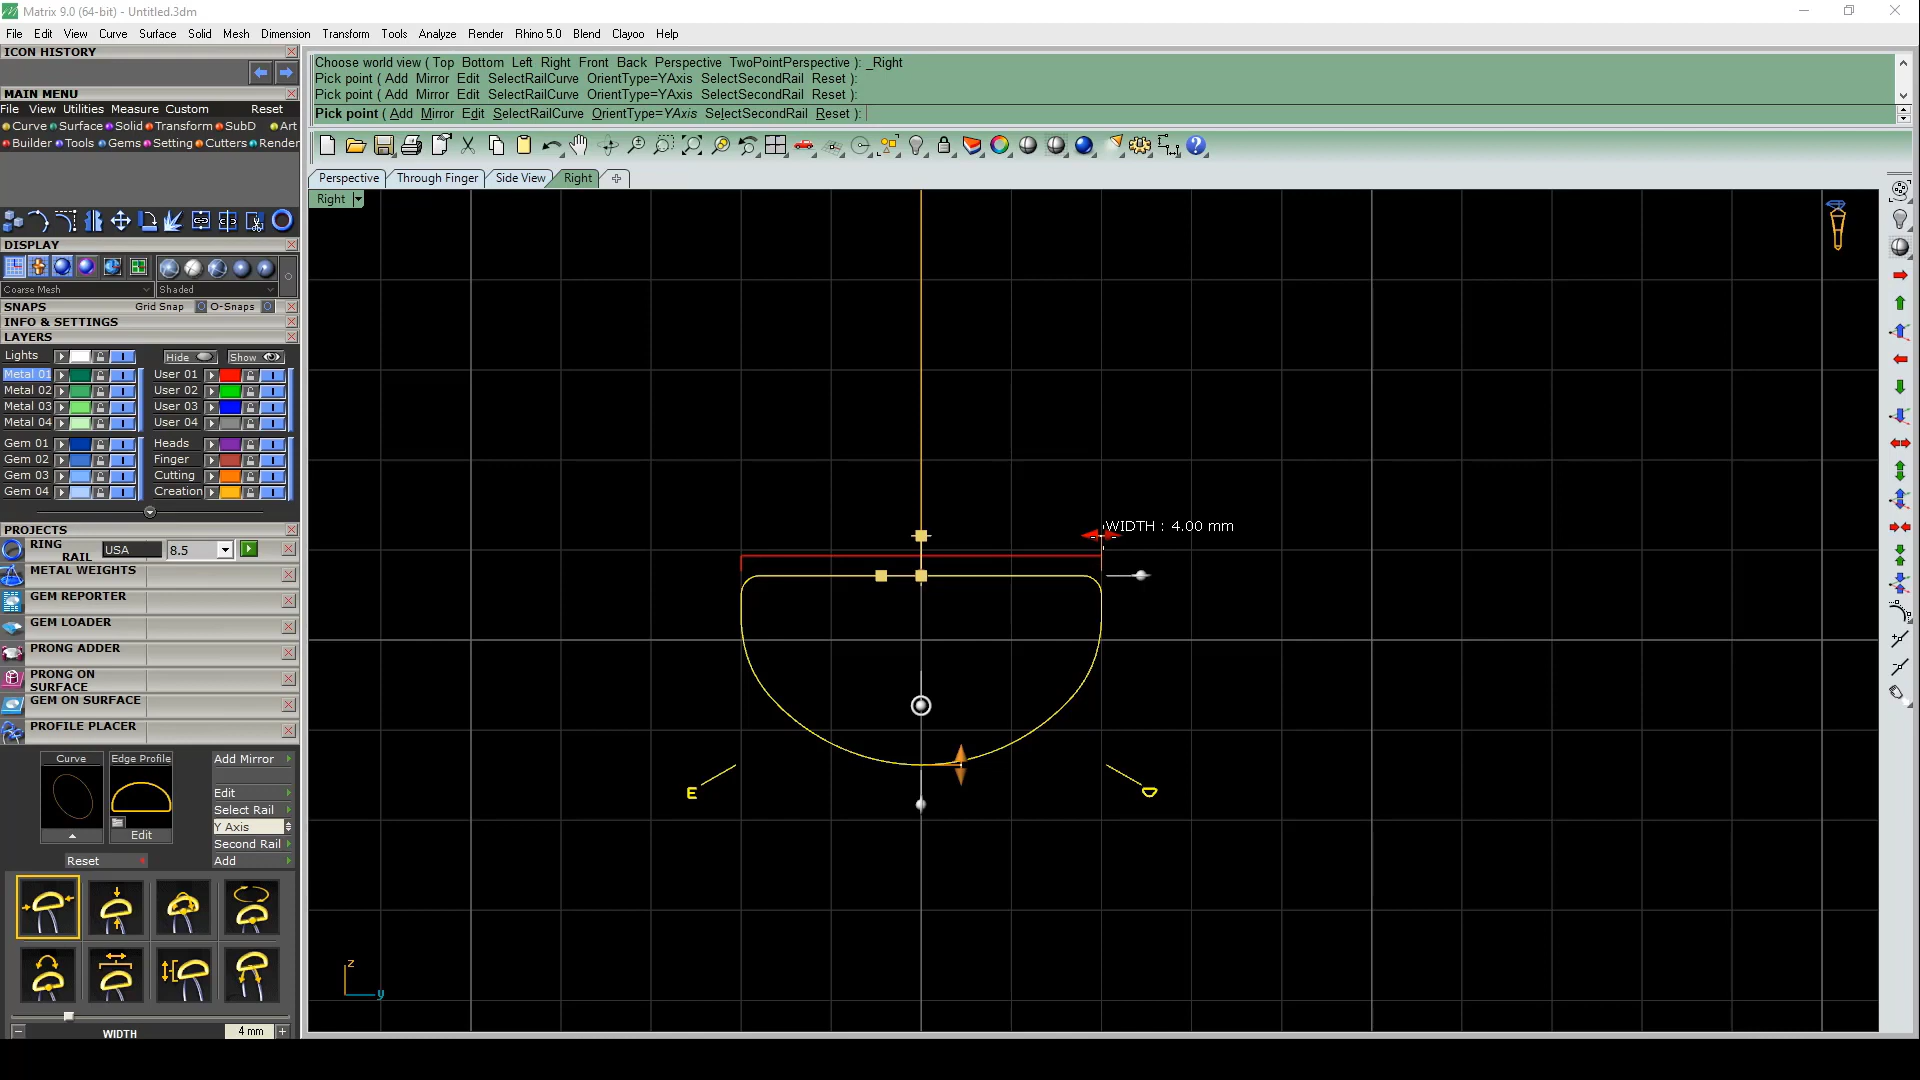 Matrix 9.0 (64-bit) - Untitled.3dm
File Edit View Curve Surface Solid Mesh Dimension Transform Tools Analyze Render Rhino 5.0 Blend Clayoo Help
ICON HISTORY
MAIN MENU
File View Utilities Measure Custom Reset
Curve Surface Solid Transform SubD Art
Builder Tools Gems Setting Cutters Render
DISPLAY
Coarse Mesh Shaded
SNAPS Grid Snap O-Snaps
INFO & SETTINGS
LAYERS
Lights Hide Show
Metal 01 User 01
Metal 02 User 02
Metal 03 User 03
Metal 04 User 04
Gem 01 Heads
Gem 02 Finger
Gem 03 Cutting
Gem 04 Creation
PROJECTS
RING RAIL USA 8.5
METAL WEIGHTS
GEM REPORTER
GEM LOADER
PRONG ADDER
PRONG ON SURFACE
GEM ON SURFACE
PROFILE PLACER
Curve Edge Profile Add Mirror
Edit
Select Rail
Y Axis
Edit Second Rail
Reset Add
WIDTH 4 mm
Choose world view ( Top Bottom Left Right Front Back Perspective TwoPointPerspective ): _Right
Pick point ( Add Mirror Edit SelectRailCurve OrientType=YAxis SelectSecondRail Reset ):
Pick point ( Add Mirror Edit SelectRailCurve OrientType=YAxis SelectSecondRail Reset ):
Pick point ( Add Mirror Edit SelectRailCurve OrientType=YAxis SelectSecondRail Reset ):
Perspective Through Finger Side View Right
Right
WIDTH : 4.00 mm
E D
z
y